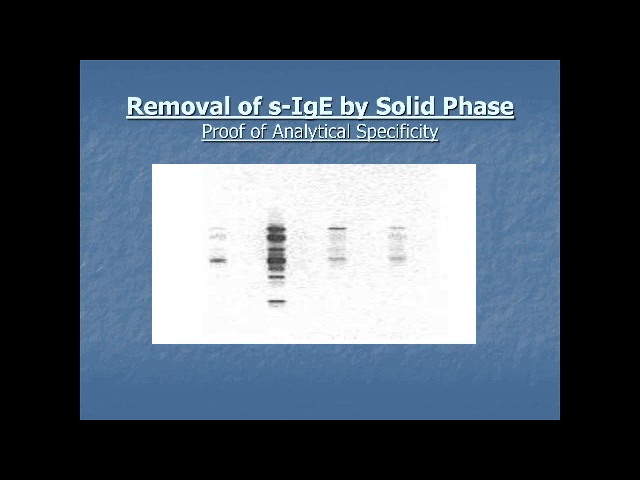 Removal of s-IgE by Solid Phase
Proof of Analytical Specificity